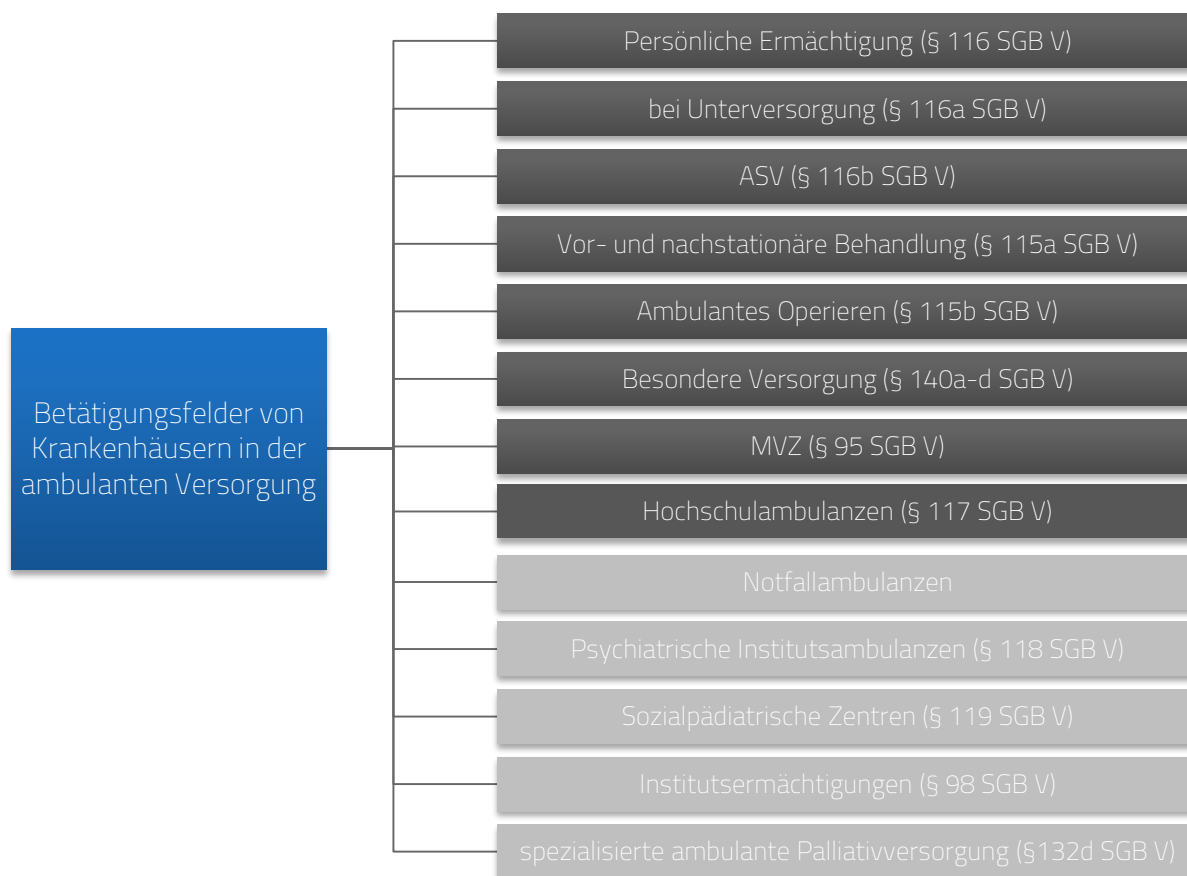 Betätigungsfelder von
Krankenhäusern in der
ambulanten Versorgung
Persönliche Ermächtigung (§ 116 SGB V)
bei Unterversorgung (§ 116a SGB V)
ASV (§ 116b SGB V)
Vor- und nachstationäre Behandlung (§ 115a SGB V)
Ambulantes Operieren (§ 115b SGB V)
Besondere Versorgung (§ 140a-d SGB V)
MVZ (§ 95 SGB V)
Hochschulambulanzen (§ 117 SGB V)
Notfallambulanzen
Psychiatrische Institutsambulanzen (§ 118 SGB V)
Sozialpädiatrische Zentren (§ 119 SGB V)
Institutsermächtigungen (§ 98 SGB V)
spezialisierte ambulante Palliativversorgung (§132d SGB V)